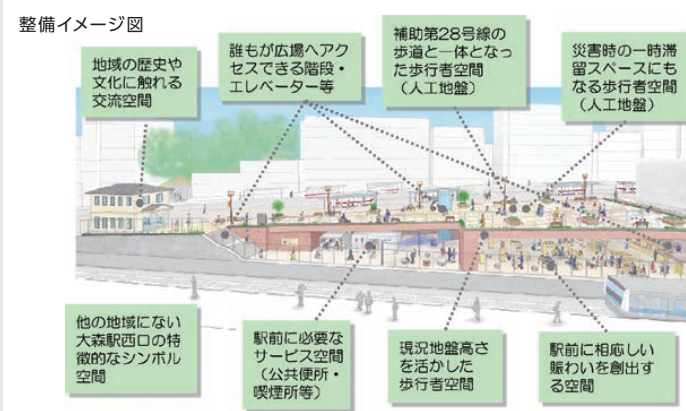 整備イメージ図
地域の歴史や
文化に触れる
交流空間
誰もが広場へアク
セスできる階段・
エレベーター等
補助第28号線の
歩道と一体となっ
た歩行者空間
（人工地盤）
災害時の一時滞
留スペースにも
なる歩行者空間
（人工地盤）
他の地域にない
大森駅西口の特
徴的なシンボル
空間
駅前に必要な
サービス空間
（公共便所・
喫煙所等）
現況地盤高さ
を活かした
歩行者空間
駅前に相応しい
賑わいを創出す
る空間